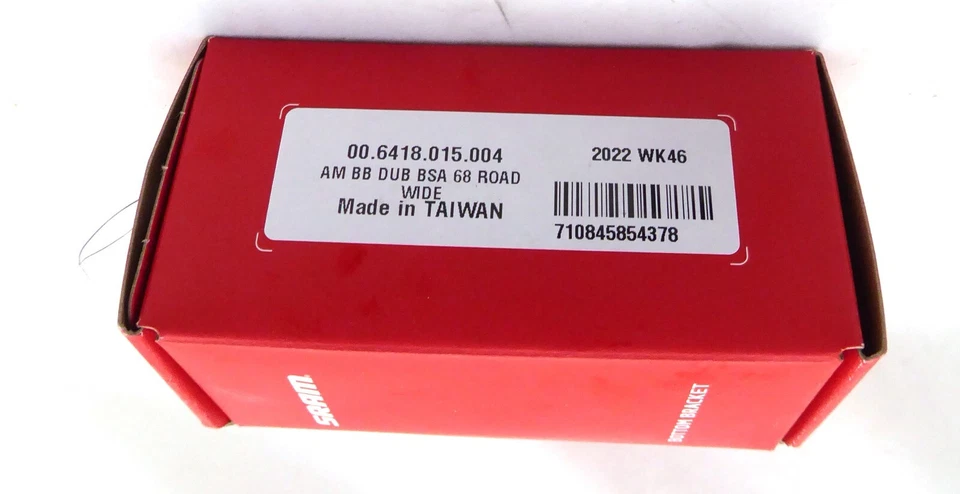 00.6418.015.004
AM BB DUB BSA 68 ROAD
WIDE
Made in TAIWAN
2022 WK46
710845854378
SRAM
BOTTOM BRACKET